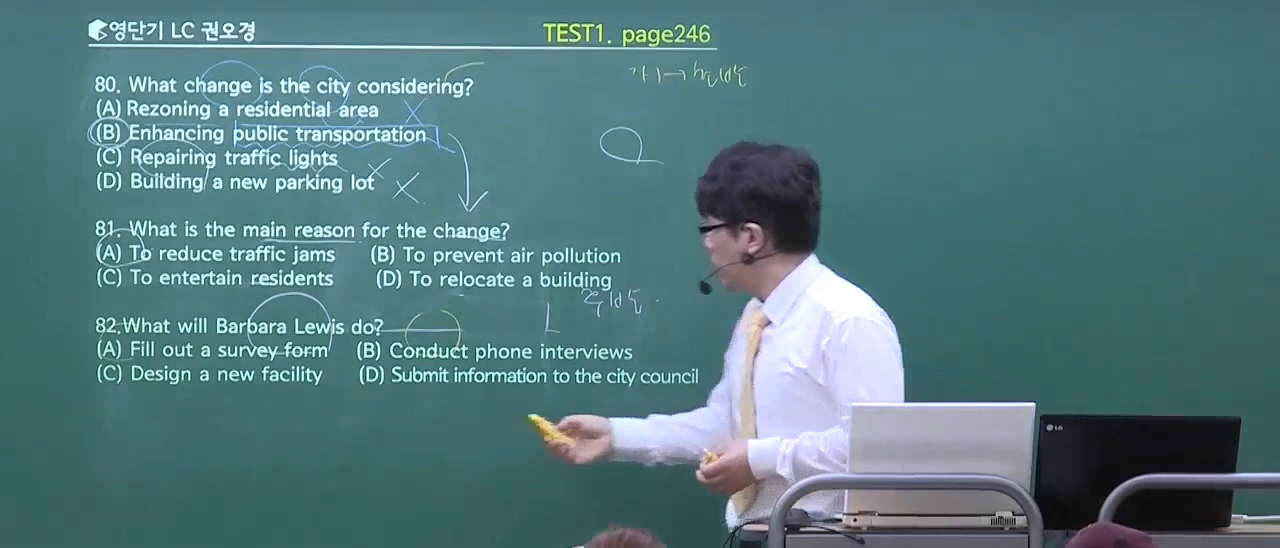 영단기 LC 권오경
TEST1. page246
80. What change is the city considering?
(A) Rezoning a residential area
(B) Enhancing public transportation
(C) Repairing traffic lights
(D) Building a new parking lot
81. What is the main reason for the change?
(A) To reduce traffic jams (B) To prevent air pollution
(C) To entertain residents (D) To relocate a building
82.What will Barbara Lewis do?
(A) Fill out a survey form (B) Conduct phone interviews
(C) Design a new facility (D) Submit information to the city council
LG